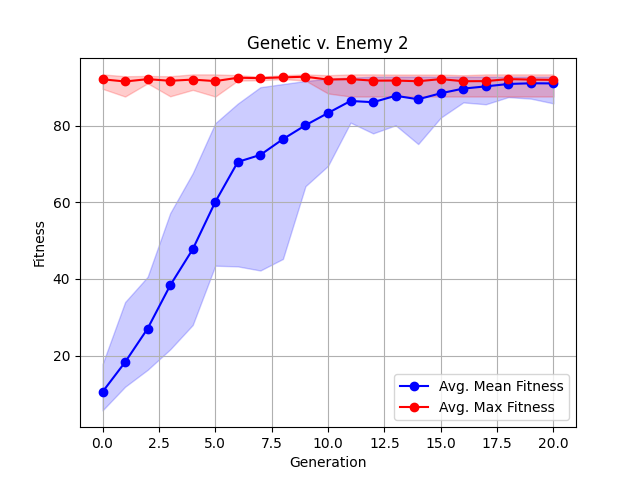 Genetic v. Enemy 2
Fitness
80
60
40
20
0.0 2.5 5.0 7.5 10.0 12.5 15.0 17.5 20.0
Generation
Avg. Mean Fitness
Avg. Max Fitness